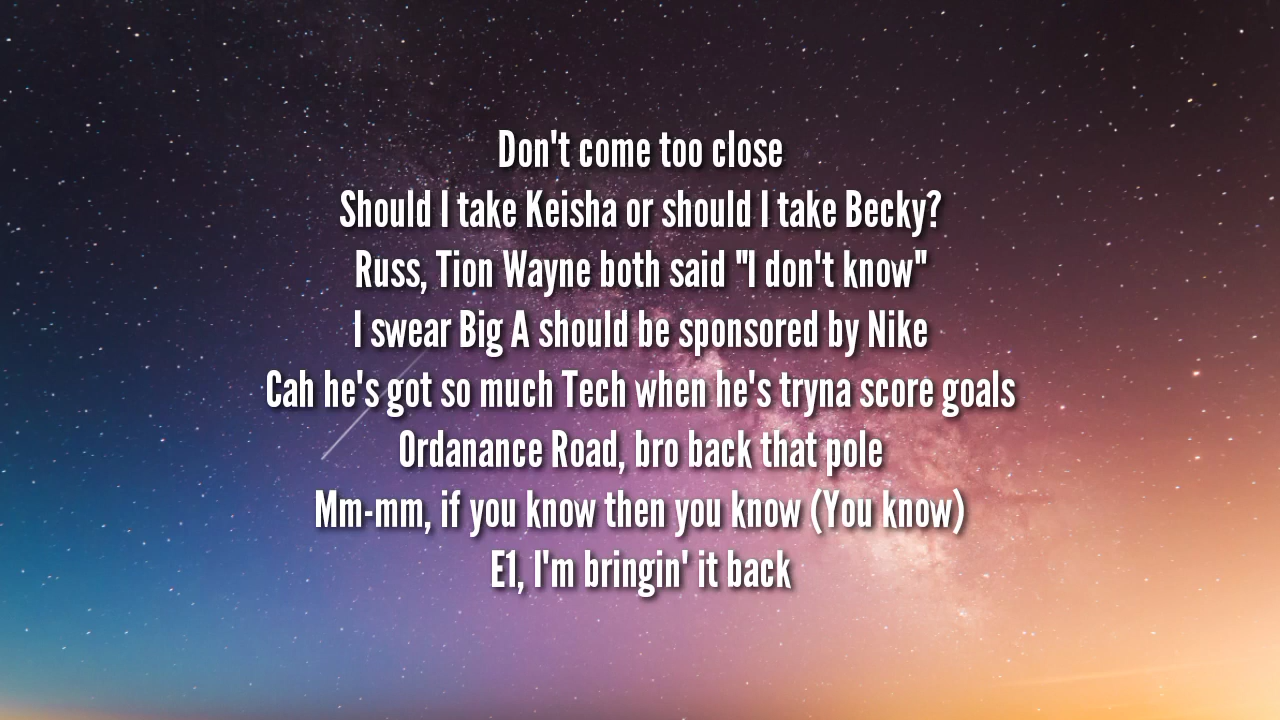 Don't come too close
Should I take Keisha or should I take Becky?
Russ, Tion Wayne both said "I don't know"
I swear Big A should be sponsored by Nike
Cah he's got so much Tech when he's tryna score goals
Ordanance Road, bro back that pole
Mm-mm, if you know then you know (You know)
E1, I'm bringin' it back